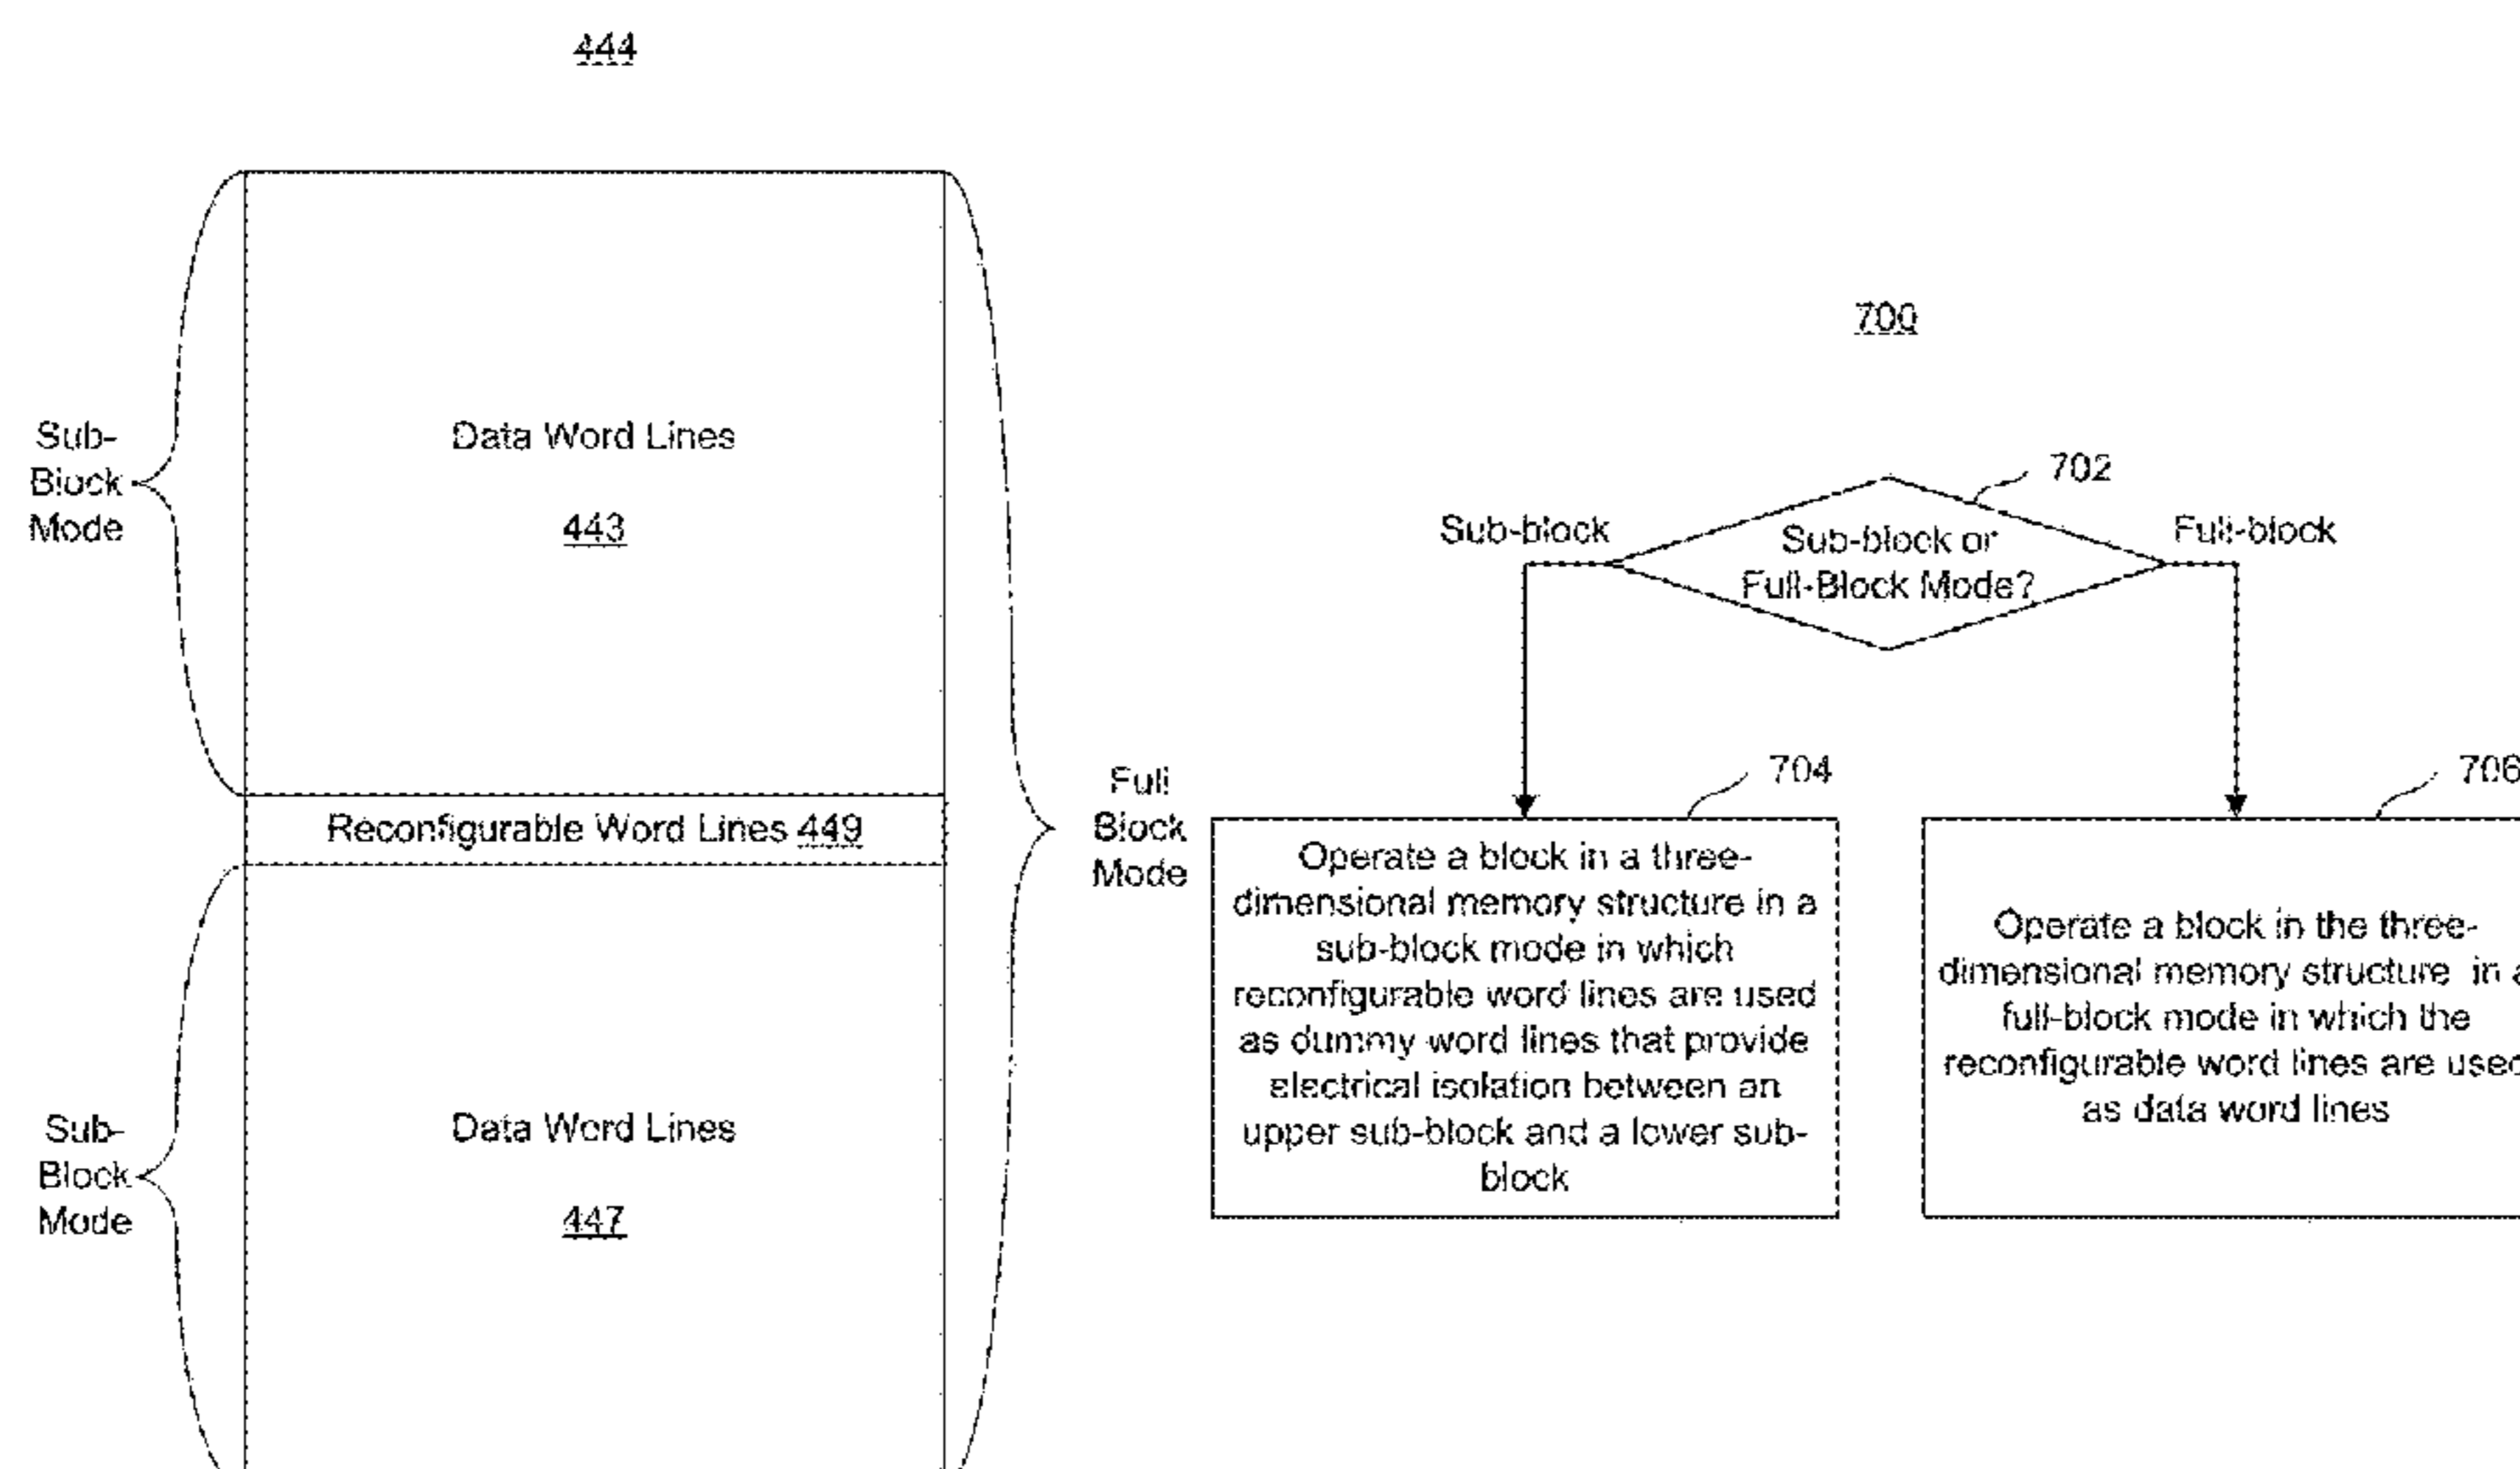 444
Sub-
Block
Mode
Data Word Lines
443
Reconfigurable Word Lines 449
Full
Block
Mode
Sub-
Block
Mode
Data Word Lines
447
700
702
Sub-block
Sub-block or
Full-Block Mode?
Full-block
704
Operate a block in a three-
dimensional memory structure in a
sub-block mode in which
reconfigurable word lines are used
as dummy word lines that provide
electrical isolation between an
upper sub-block and a lower sub-
block
706
Operate a block in the three-
dimensional memory structure in a
full-block mode in which the
reconfigurable word lines are used
as data word lines